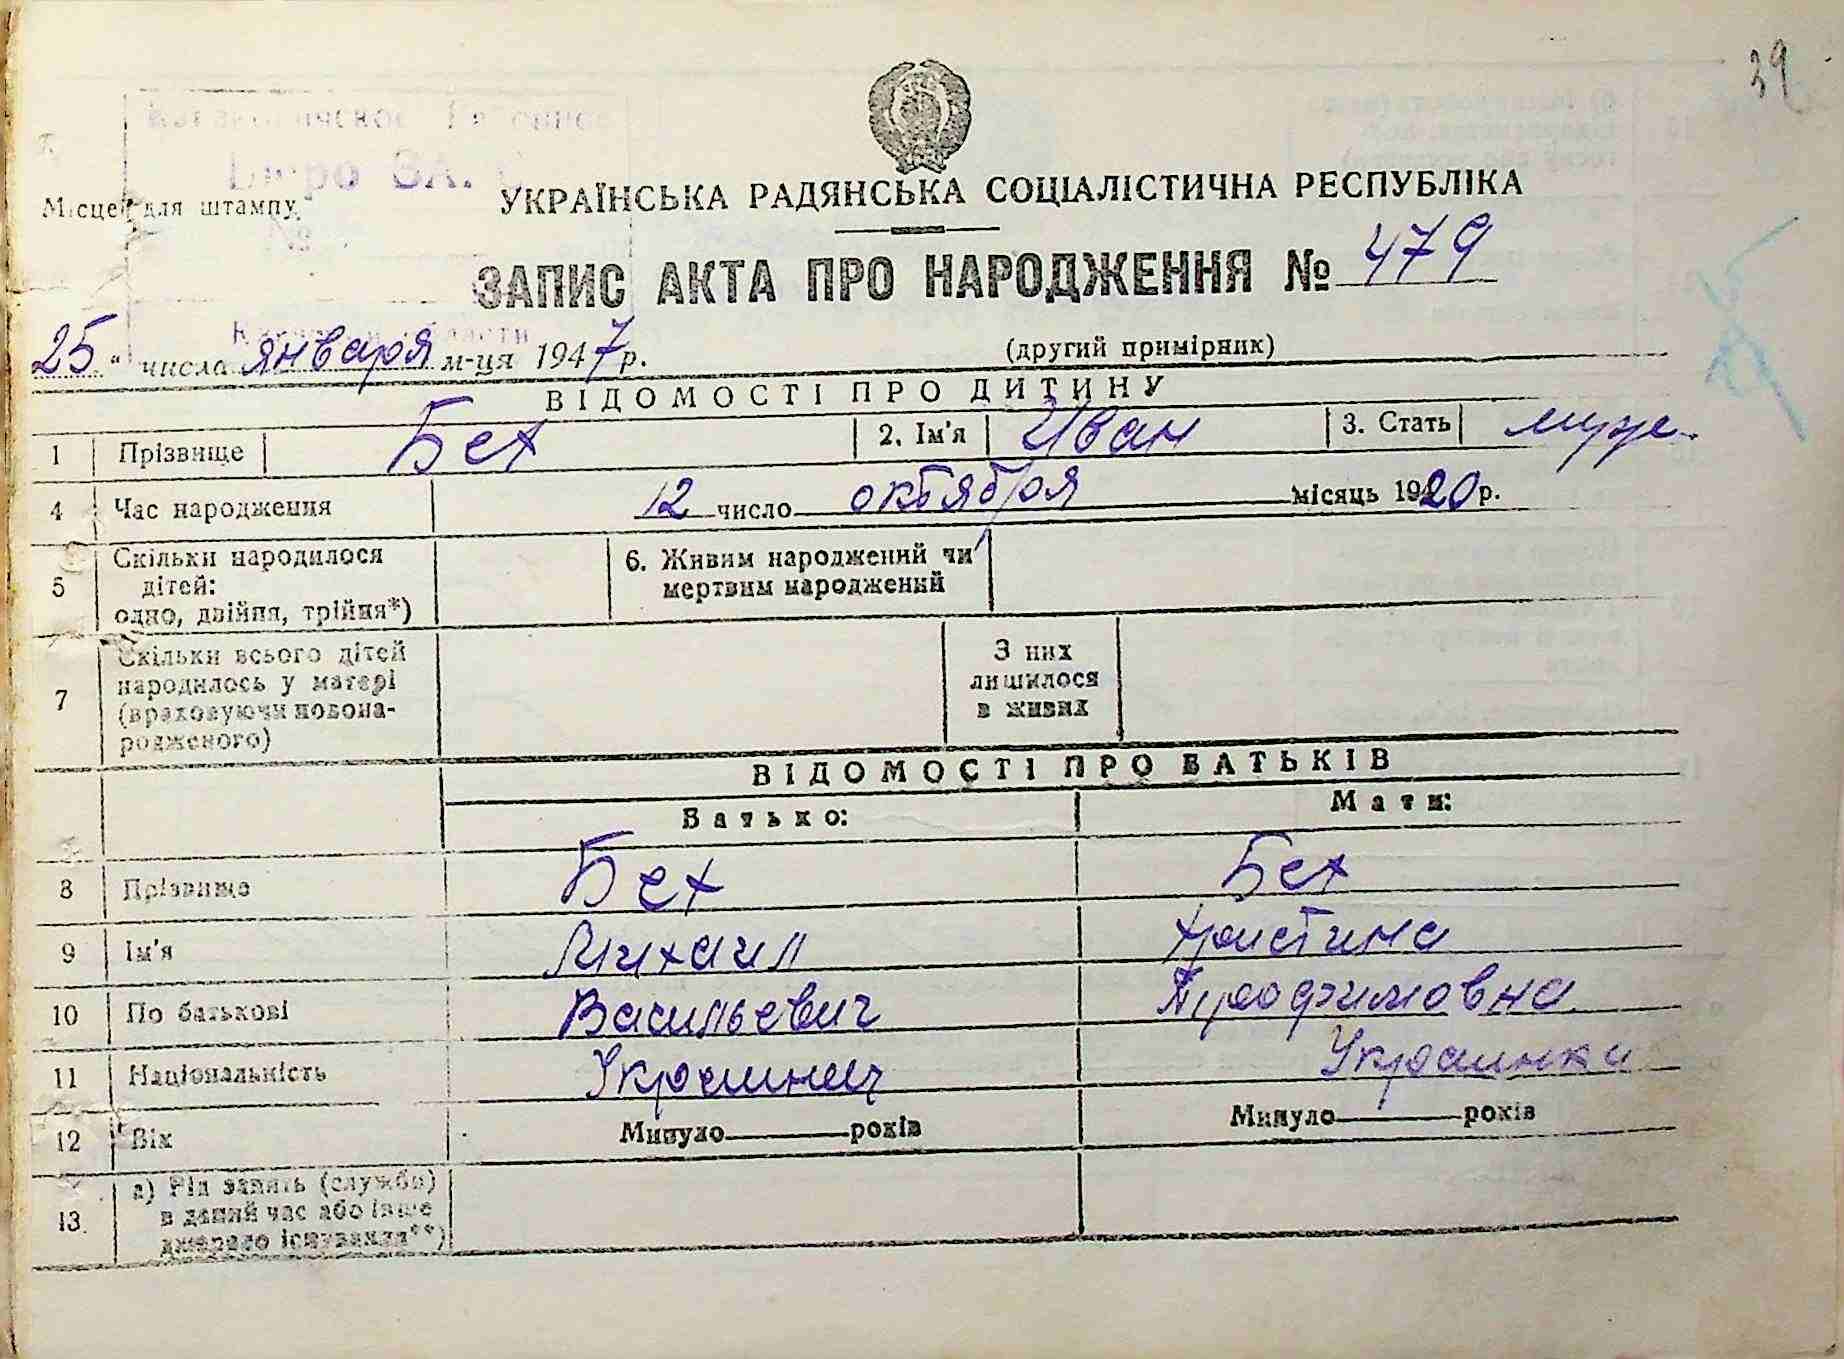 39
Бюро ЗА
Місце для штампу.
УКРАЇНСЬКА РАДЯНСЬКА СОЦІАЛІСТИЧНА РЕСПУБЛІКА
ЗАПИС АКТА ПРО НАРОДЖЕННЯ № 479
25 " числа января м-ця 1947 р. (другий примірник)
ВІДОМОСТІ ПРО ДИТИНУ
1 Прізвище Бех 2. Ім'я Иван 3. Стать муж.
4 Час народження 12 число октября місяць 1920 р.
5 Скільки народилося дітей: одно, двійня, трійня*) 6. Живим народжений чи мертвим народжений
7 Скільки всього дітей народилось у матері (враховуючи новонародженого) З них лишилося в живих
ВІДОМОСТІ ПРО БАТЬКІВ
Батько: Мати:
8 Прізвище Бех Бех
9 Ім'я Михаил Христина
10 По батькові Васильевич Трофимовна
11 Національність Украинец Украинка
12 Вік Минуло років Минуло років
13. а) Рід занять (служби) в даний час або інше джерело існування**)